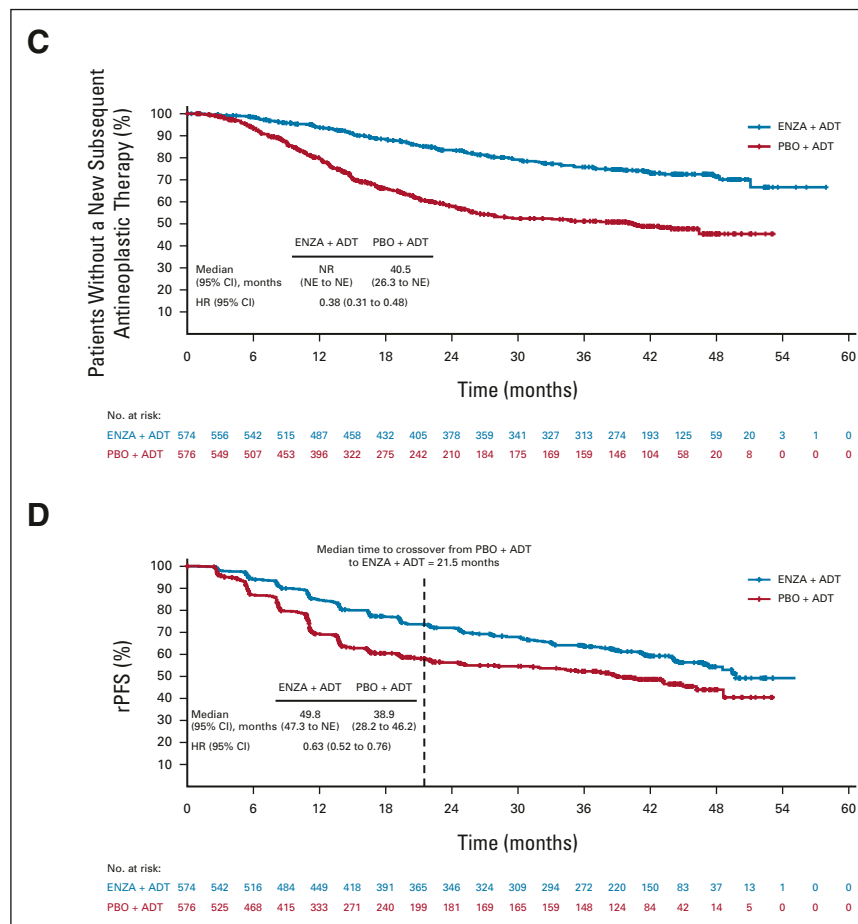 C
Patients Without a New Subsequent
Antineoplastic Therapy (%)
100
90
80
70
60
50
40
30
20
10
ENZA + ADT
PBO + ADT
ENZA + ADT PBO + ADT
Median NR 40.5
(95% CI), months (NE to NE) (26.3 to NE)
HR (95% CI) 0.38 (0.31 to 0.48)
0 6 12 18 24 30 36 42 48 54 60
Time (months)
No. at risk:
ENZA + ADT 574 556 542 515 487 458 432 405 378 359 341 327 313 274 193 125 59 20 3 1 0
PBO + ADT 576 549 507 453 396 322 275 242 210 184 175 169 159 146 104 58 20 8 0 0 0
D
rPFS (%)
100
90
80
70
60
50
40
30
20
10
Median time to crossover from PBO + ADT
to ENZA + ADT = 21.5 months
ENZA + ADT
PBO + ADT
ENZA + ADT PBO + ADT
Median 49.8 38.9
(95% CI), months (47.3 to NE) (28.2 to 46.2)
HR (95% CI) 0.63 (0.52 to 0.76)
0 6 12 18 24 30 36 42 48 54 60
Time (months)
No. at risk:
ENZA + ADT 574 542 516 484 449 418 391 365 346 324 309 294 272 220 150 83 37 13 1 0 0
PBO + ADT 576 525 468 415 333 271 240 199 181 169 165 159 148 124 84 42 14 5 0 0 0